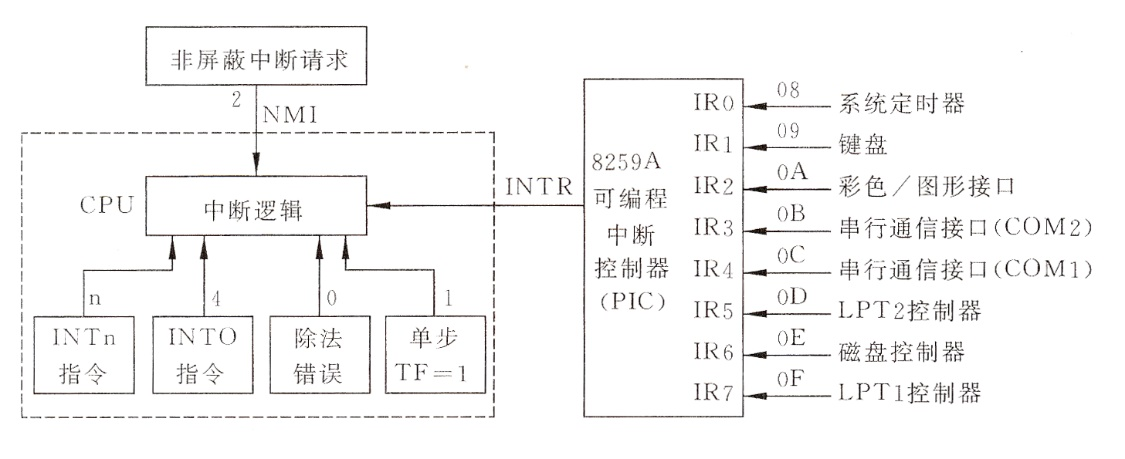 非屏蔽中断请求
2
NMI
CPU
中断逻辑
INTR
n
4
0
1
INTn
指令
INTO
指令
除法
错误
单步
TF=1
8259A
可编程
中断
控制器
(PIC)
IR0 08 系统定时器
IR1 09 键盘
IR2 0A 彩色/图形接口
IR3 0B 串行通信接口(COM2)
IR4 0C 串行通信接口(COM1)
IR5 0D LPT2控制器
IR6 0E 磁盘控制器
IR7 0F LPT1控制器